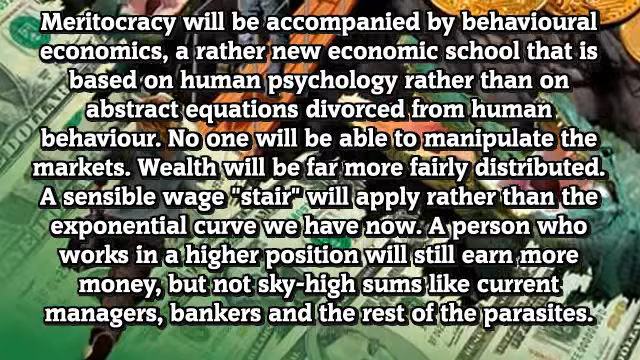 Meritocracy will be accompanied by behavioural
economics, a rather new economic school that is
based on human psychology rather than on
abstract equations divorced from human
behaviour. No one will be able to manipulate the
markets. Wealth will be far more fairly distributed.
A sensible wage "stair" will apply rather than the
exponential curve we have now. A person who
works in a higher position will still earn more
money, but not sky-high sums like current
managers, bankers and the rest of the parasites.